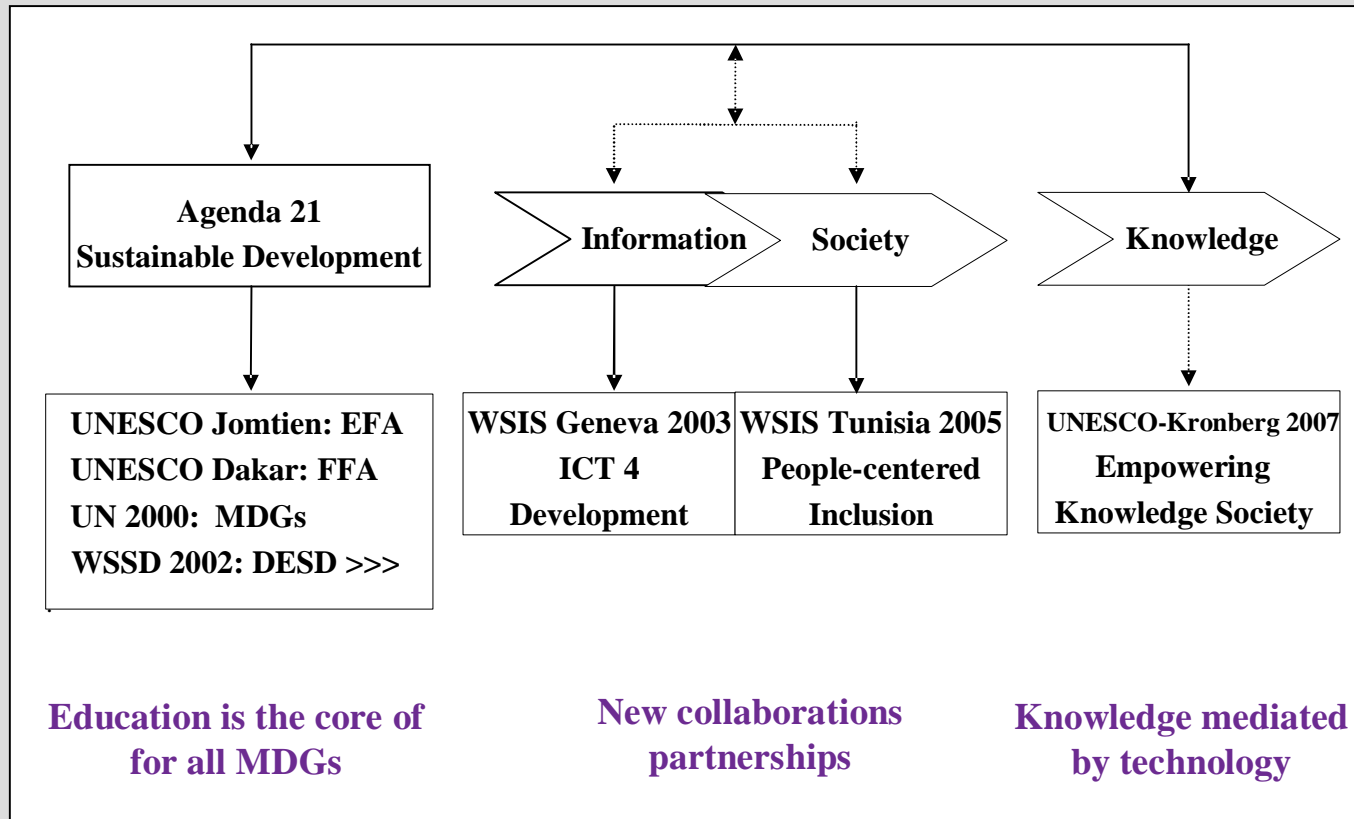 Agenda 21
Sustainable Development
Information
Society
Knowledge
UNESCO Jomtien: EFA
UNESCO Dakar: FFA
UN 2000:  MDGs
WSSD 2002: DESD >>>
.
WSIS Geneva 2003
ICT 4
Development
WSIS Tunisia 2005
People-centered
Inclusion
UNESCO-Kronberg 2007
Empowering
Knowledge Society
Education is the core of
for all MDGs
New collaborations
partnerships
Knowledge mediated
by technology